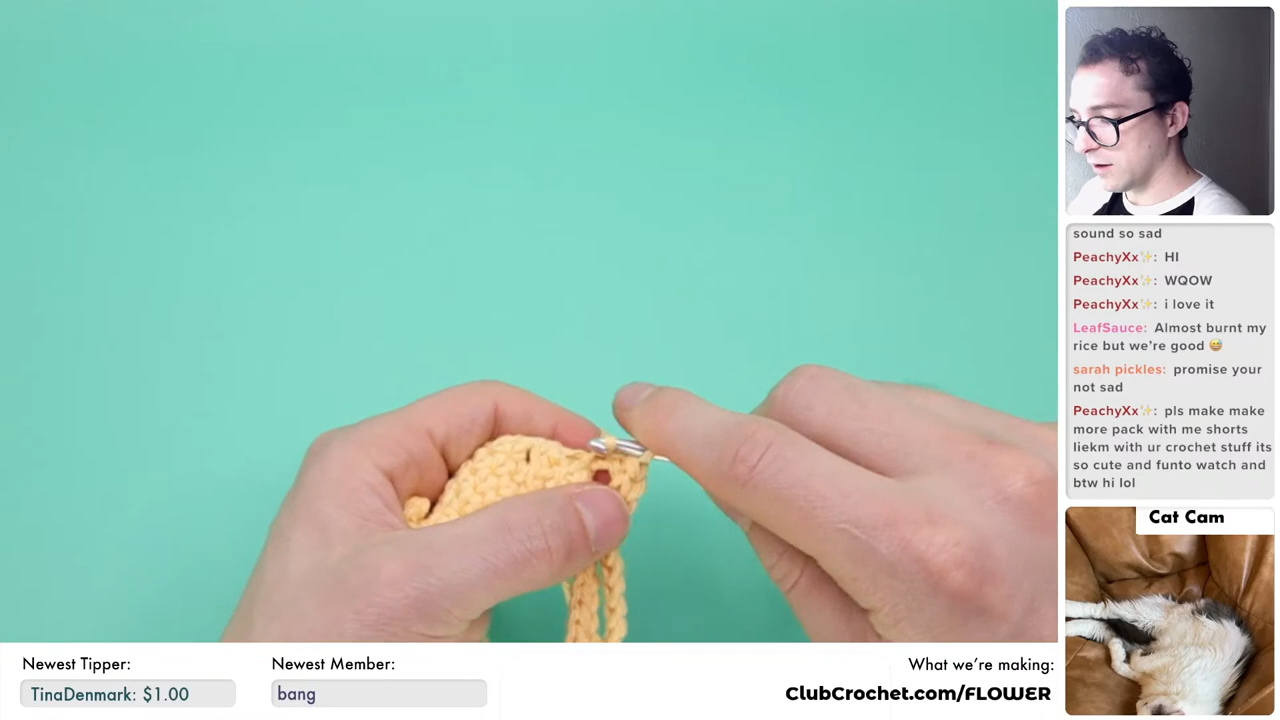 sound so sad
PeachyXx✨: HI
PeachyXx✨: WQOW
PeachyXx✨: i love it
LeafSauce: Almost burnt my
rice but we're good 😅
sarah pickles: promise your
not sad
PeachyXx✨: pls make make
more pack with me shorts
liekm with ur crochet stuff its
so cute and funto watch and
btw hi lol
Cat Cam
Newest Tipper:
TinaDenmark: $1.00
Newest Member:
bang
What we're making:
ClubCrochet.com/FLOWER